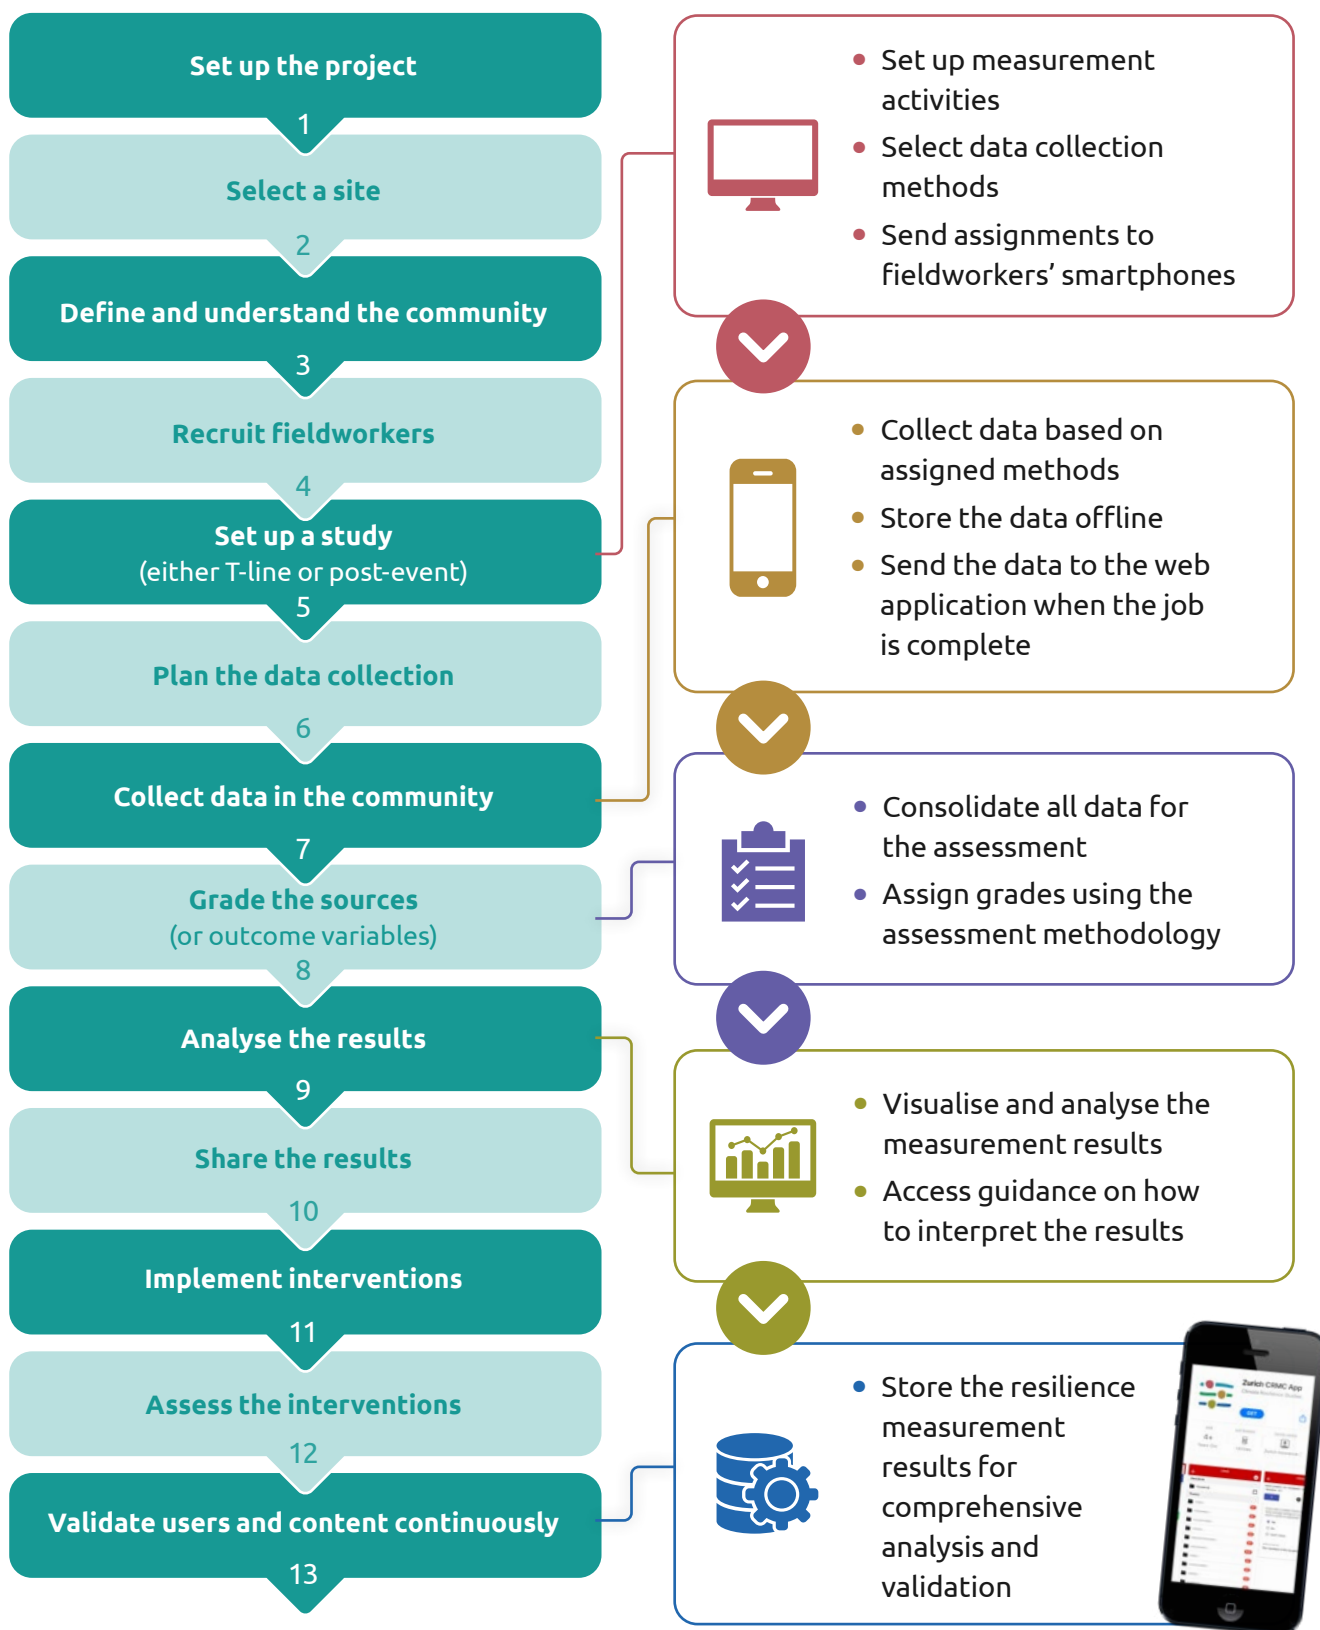 Set up the project
1
Select a site
2
Define and understand the community
3
Recruit fieldworkers
4
Set up a study
(either T-line or post-event)
5
Plan the data collection
6
Collect data in the community
7
Grade the sources
(or outcome variables)
8
Analyse the results
9
Share the results
10
Implement interventions
11
Assess the interventions
12
Validate users and content continuously
13
Set up measurement
activities
Select data collection
methods
Send assignments to
fieldworkers’ smartphones
Collect data based on
assigned methods
Store the data offline
Send the data to the web
application when the job
is complete
Consolidate all data for
the assessment
Assign grades using the
assessment methodology
Visualise and analyse the
measurement results
Access guidance on how
to interpret the results
Store the resilience
measurement
results for
comprehensive
analysis and
validation
Zurich CRMC App
GET